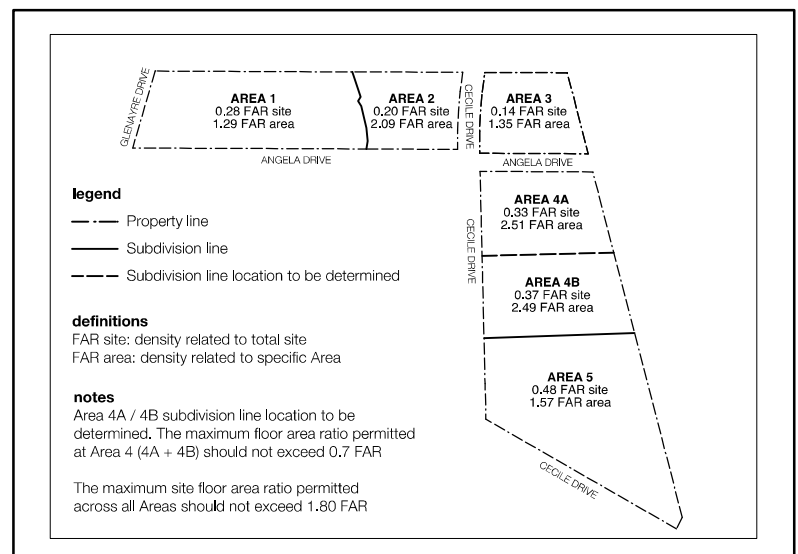 GLENAYRE DRIVE
AREA 1
0.28 FAR site
1.29 FAR area
AREA 2
0.20 FAR site
2.09 FAR area
CECILE DRIVE
AREA 3
0.14 FAR site
1.35 FAR area
ANGELA DRIVE
ANGELA DRIVE
legend
Property line
Subdivision line
Subdivision line location to be determined
CECILE DRIVE
AREA 4A
0.33 FAR site
2.51 FAR area
AREA 4B
0.37 FAR site
2.49 FAR area
definitions
FAR site: density related to total site
FAR area: density related to specific Area
AREA 5
0.48 FAR site
1.57 FAR area
notes
Area 4A / 4B subdivision line location to be
determined. The maximum floor area ratio permitted
at Area 4 (4A + 4B) should not exceed 0.7 FAR
CECILE DRIVE
The maximum site floor area ratio permitted
across all Areas should not exceed 1.80 FAR